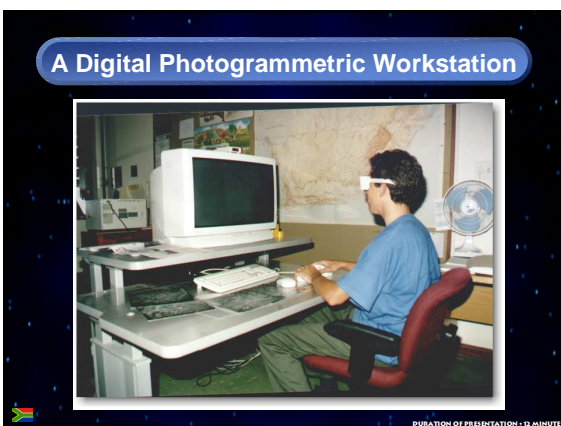 A Digital Photogrammetric Workstation
DURATION OF PRESENTATION - 12 MINUTE